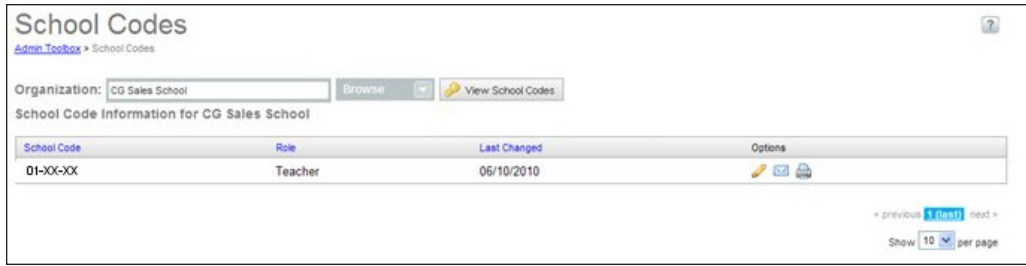 School Codes
?
Admin Toolbox > School Codes
Organization: CG Sales School Browse View School Codes
School Code Information for CG Sales School
School Code Role Last Changed Options
01-XX-XX Teacher 06/10/2010
« previous 1 (last) next »
Show 10 per page